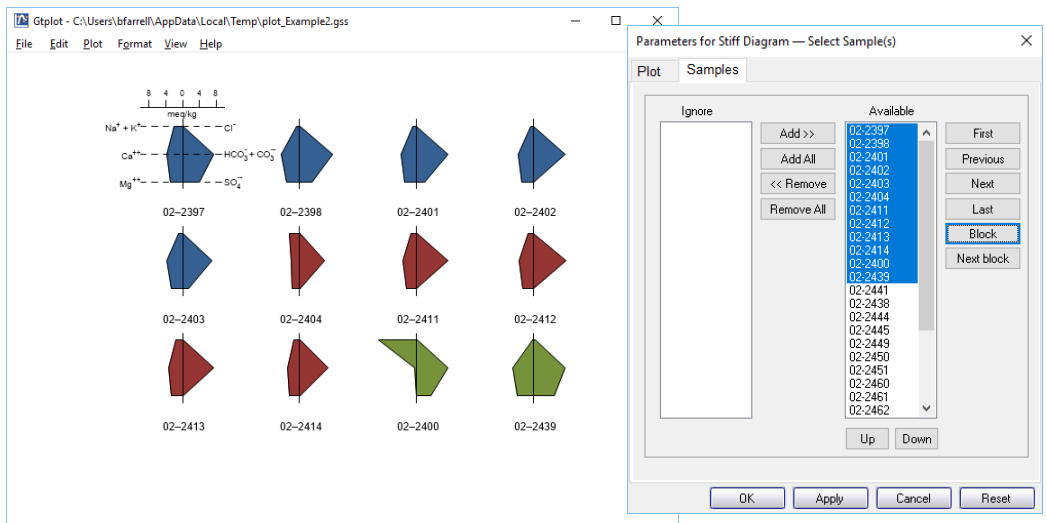 Gtplot - C:\Users\bfarrell\AppData\Local\Temp\plot_Example2.gss
File Edit Plot Format View Help
8 4 0 4 8
meq/kg
Na+ + K+ Cl-
Ca++ HCO3- + CO3--
Mg++ SO4--
02–2397 02–2398 02–2401 02–2402
02–2403 02–2404 02–2411 02–2412
02–2413 02–2414 02–2400 02–2439
Parameters for Stiff Diagram — Select Sample(s)
Plot Samples
Ignore
Add >>
Add All
<< Remove
Remove All
Available
02-2397
02-2398
02-2401
02-2402
02-2403
02-2404
02-2411
02-2412
02-2413
02-2414
02-2400
02-2439
02-2441
02-2438
02-2444
02-2445
02-2449
02-2450
02-2451
02-2460
02-2461
02-2462
First
Previous
Next
Last
Block
Next block
Up Down
OK Apply Cancel Reset